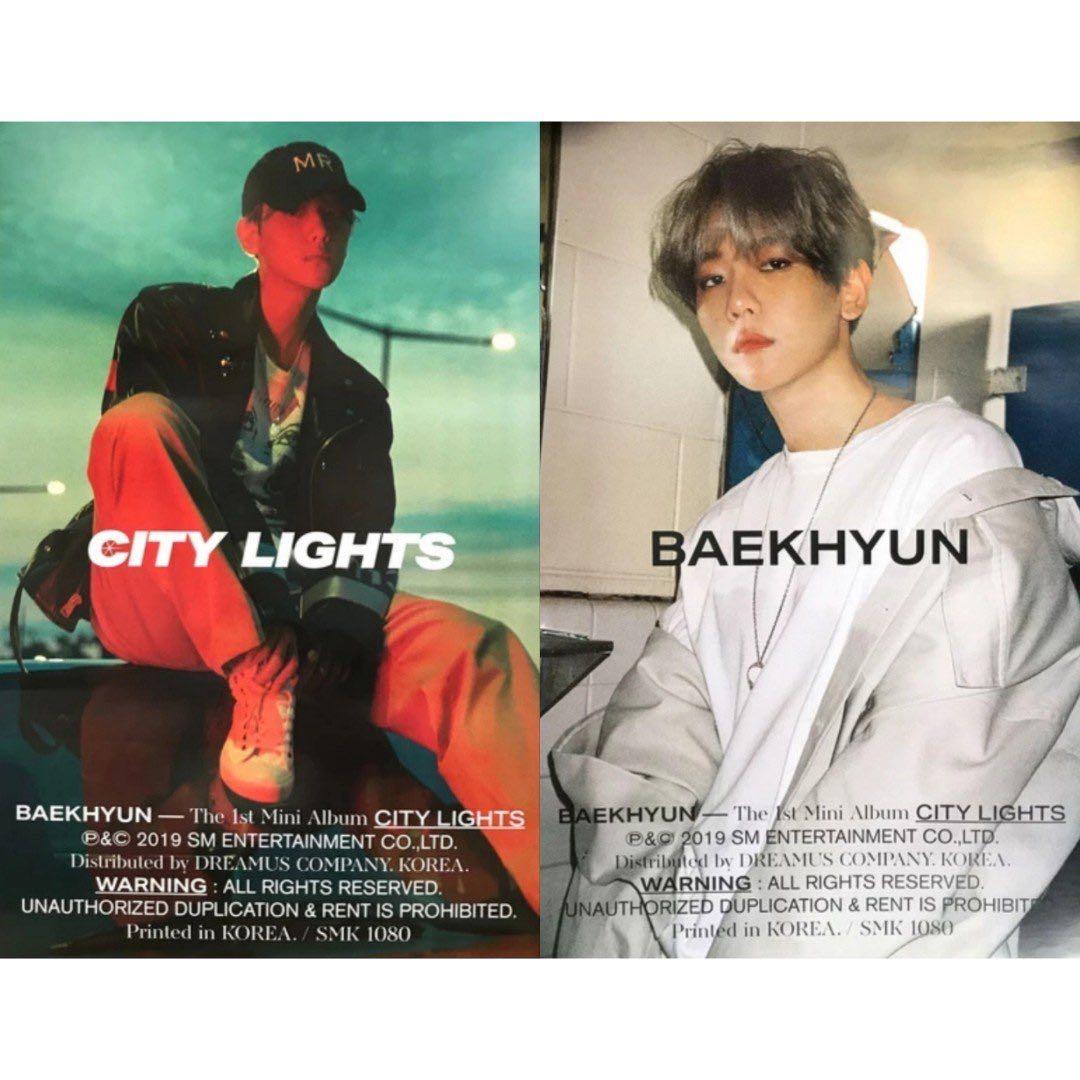 MR
CITY LIGHTS
BAEKHYUN — The 1st Mini Album CITY LIGHTS
℗&© 2019 SM ENTERTAINMENT CO.,LTD.
Distributed by DREAMUS COMPANY. KOREA.
WARNING : ALL RIGHTS RESERVED.
UNAUTHORIZED DUPLICATION & RENT IS PROHIBITED.
Printed in KOREA. / SMK 1080
BAEKHYUN
BAEKHYUN — The 1st Mini Album CITY LIGHTS
℗&© 2019 SM ENTERTAINMENT CO.,LTD.
Distributed by DREAMUS COMPANY. KOREA.
WARNING : ALL RIGHTS RESERVED.
UNAUTHORIZED DUPLICATION & RENT IS PROHIBITED.
Printed in KOREA. / SMK 1080